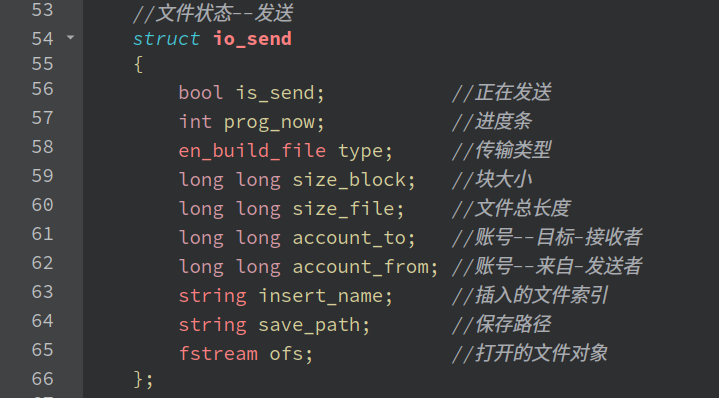 53 //文件状态--发送
54 struct io_send
55 {
56 bool is_send; //正在发送
57 int prog_now; //进度条
58 en_build_file type; //传输类型
59 long long size_block; //块大小
60 long long size_file; //文件总长度
61 long long account_to; //账号--目标-接收者
62 long long account_from; //账号--来自-发送者
63 string insert_name; //插入的文件索引
64 string save_path; //保存路径
65 fstream ofs; //打开的文件对象
66 };